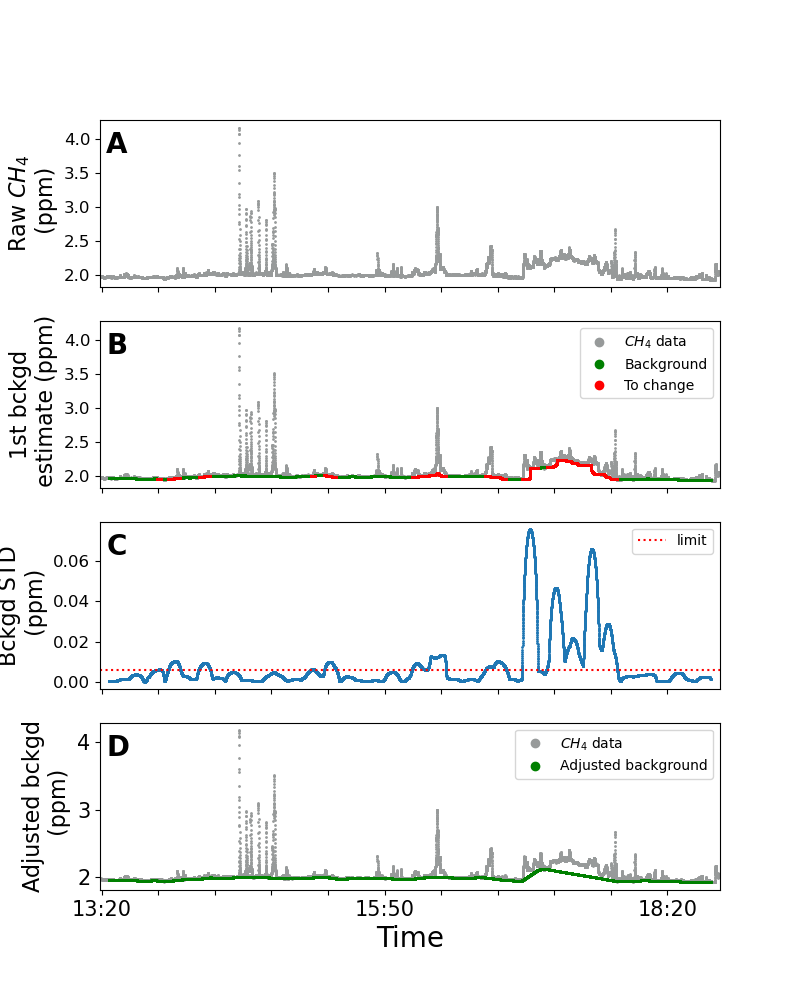 A
Raw CH4
(ppm)
4.0
3.5
3.0
2.5
2.0
B
1st bckgd
estimate (ppm)
4.0
3.5
3.0
2.5
2.0
CH4 data
Background
To change
C
Bckgd STD
(ppm)
0.06
0.04
0.02
0.00
limit
D
Adjusted bckgd
(ppm)
4
3
2
CH4 data
Adjusted background
13:20
15:50
18:20
Time